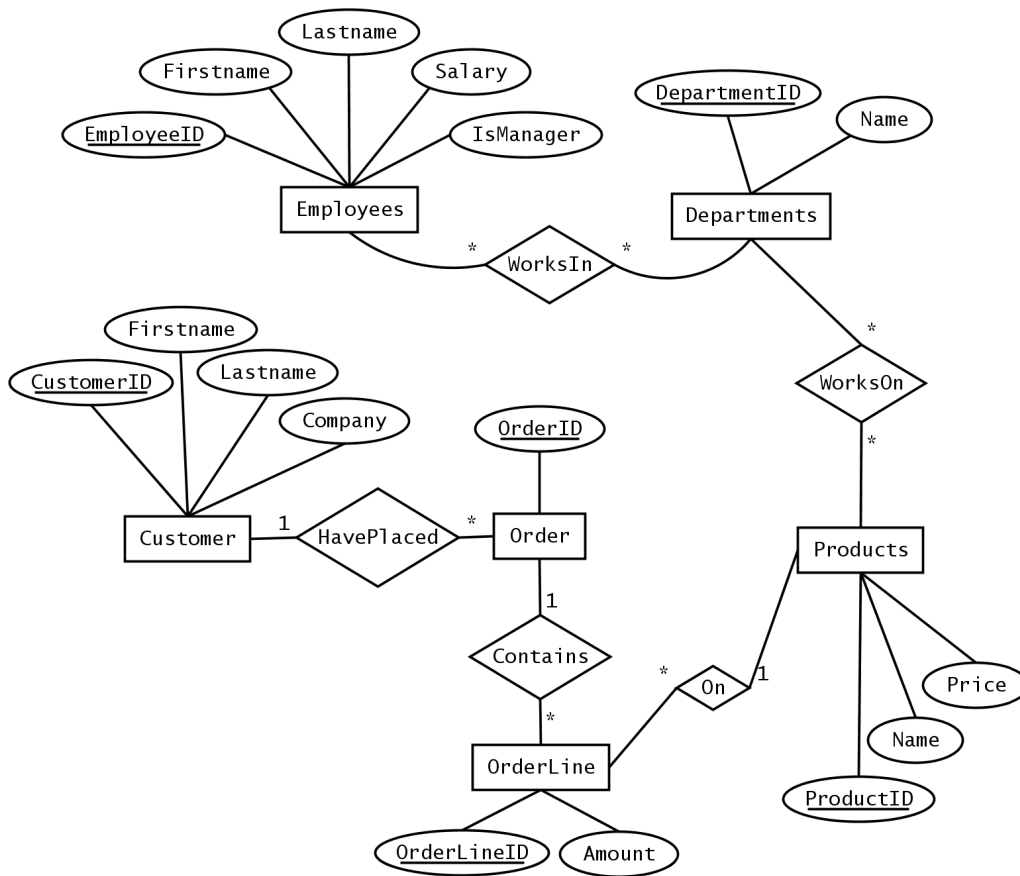 Lastname
Firstname
Salary
EmployeeID
IsManager
Employees
DepartmentID
Name
Departments
*
WorksIn
*
*
WorksOn
*
Firstname
CustomerID
Lastname
Company
OrderID
Customer
1
HavePlaced
*
Order
Products
1
Contains
*
*
On
1
Price
Name
ProductID
OrderLine
OrderLineID
Amount